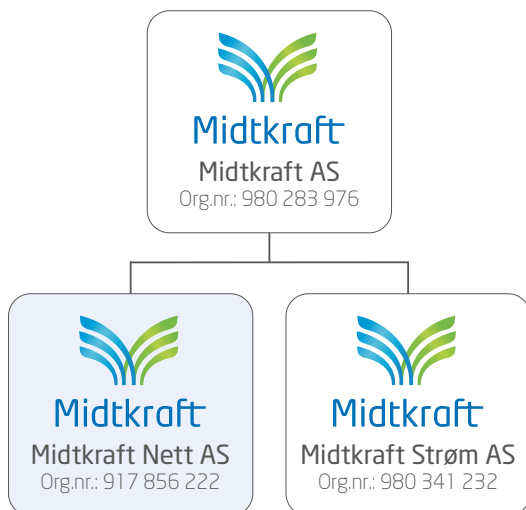 Midtkraft
Midtkraft AS
Org.nr.: 980 283 976
Midtkraft
Midtkraft Nett AS
Org.nr.: 917 856 222
Midtkraft
Midtkraft Strøm AS
Org.nr.: 980 341 232